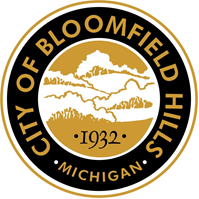 CITY OF BLOOMFIELD HILLS
·1932·
·MICHIGAN·